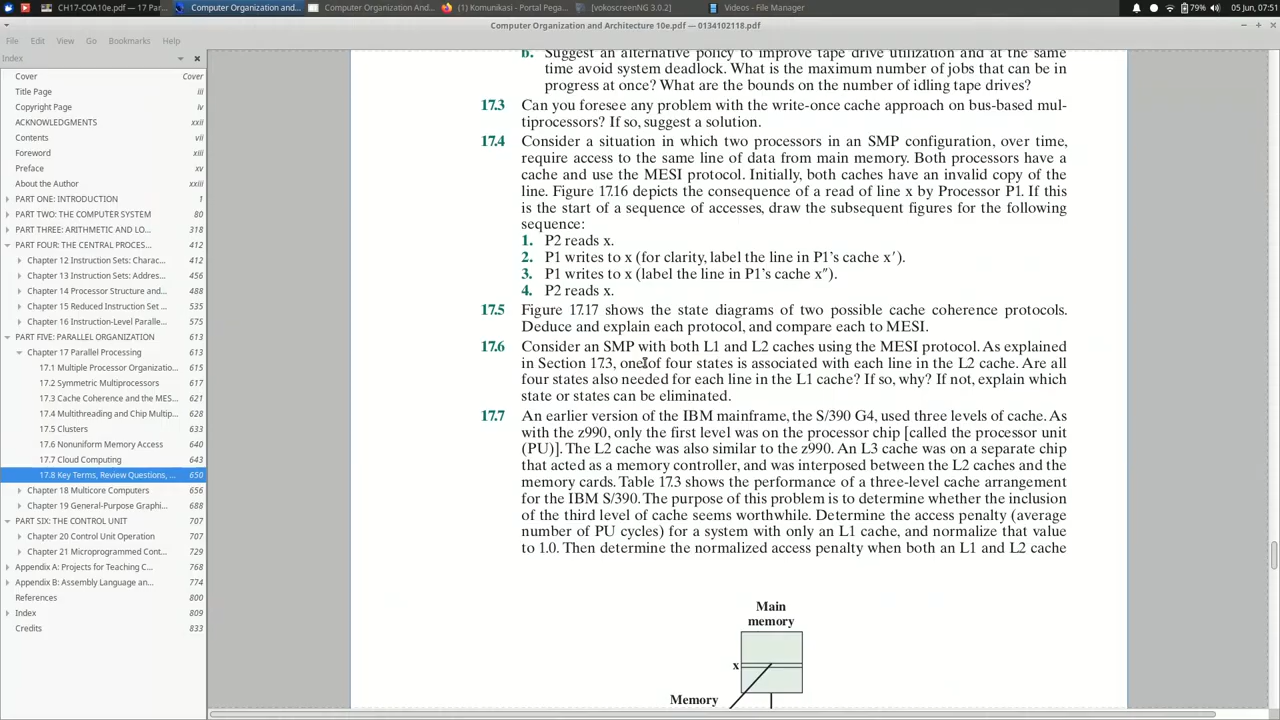 CH17-COA10e.pdf — 17 Par...
Computer Organization and...
Computer Organization And...
(1) Komunikasi - Portal Pega...
[vokoscreenNG 3.0.2]
Videos - File Manager
79%
05 Jun, 07:51
Computer Organization and Architecture 10e.pdf — 0134102118.pdf
File Edit View Go Bookmarks Help
Index
Cover Cover
Title Page iii
Copyright Page iv
ACKNOWLEDGMENTS xxii
Contents vii
Foreword xiii
Preface xv
About the Author xxiii
PART ONE: INTRODUCTION 1
PART TWO: THE COMPUTER SYSTEM 80
PART THREE: ARITHMETIC AND LO... 318
PART FOUR: THE CENTRAL PROCES... 412
Chapter 12 Instruction Sets: Charac... 412
Chapter 13 Instruction Sets: Addres... 456
Chapter 14 Processor Structure and... 488
Chapter 15 Reduced Instruction Set ... 535
Chapter 16 Instruction-Level Paralle... 575
PART FIVE: PARALLEL ORGANIZATION 613
Chapter 17 Parallel Processing 613
17.1 Multiple Processor Organizatio... 615
17.2 Symmetric Multiprocessors 617
17.3 Cache Coherence and the MES... 621
17.4 Multithreading and Chip Multip... 628
17.5 Clusters 633
17.6 Nonuniform Memory Access 640
17.7 Cloud Computing 643
17.8 Key Terms, Review Questions, ... 650
Chapter 18 Multicore Computers 656
Chapter 19 General-Purpose Graphi... 688
PART SIX: THE CONTROL UNIT 707
Chapter 20 Control Unit Operation 707
Chapter 21 Microprogrammed Cont... 729
Appendix A: Projects for Teaching C... 768
Appendix B: Assembly Language an... 774
References 800
Index 809
Credits 833
b. Suggest an alternative policy to improve tape drive utilization and at the same
time avoid system deadlock. What is the maximum number of jobs that can be in
progress at once? What are the bounds on the number of idling tape drives?
17.3 Can you foresee any problem with the write-once cache approach on bus-based mul-
tiprocessors? If so, suggest a solution.
17.4 Consider a situation in which two processors in an SMP configuration, over time,
require access to the same line of data from main memory. Both processors have a
cache and use the MESI protocol. Initially, both caches have an invalid copy of the
line. Figure 17.16 depicts the consequence of a read of line x by Processor P1. If this
is the start of a sequence of accesses, draw the subsequent figures for the following
sequence:
1. P2 reads x.
2. P1 writes to x (for clarity, label the line in P1's cache x′).
3. P1 writes to x (label the line in P1's cache x″).
4. P2 reads x.
17.5 Figure 17.17 shows the state diagrams of two possible cache coherence protocols.
Deduce and explain each protocol, and compare each to MESI.
17.6 Consider an SMP with both L1 and L2 caches using the MESI protocol. As explained
in Section 17.3, one of four states is associated with each line in the L2 cache. Are all
four states also needed for each line in the L1 cache? If so, why? If not, explain which
state or states can be eliminated.
17.7 An earlier version of the IBM mainframe, the S/390 G4, used three levels of cache. As
with the z990, only the first level was on the processor chip [called the processor unit
(PU)]. The L2 cache was also similar to the z990. An L3 cache was on a separate chip
that acted as a memory controller, and was interposed between the L2 caches and the
memory cards. Table 17.3 shows the performance of a three-level cache arrangement
for the IBM S/390. The purpose of this problem is to determine whether the inclusion
of the third level of cache seems worthwhile. Determine the access penalty (average
number of PU cycles) for a system with only an L1 cache, and normalize that value
to 1.0. Then determine the normalized access penalty when both an L1 and L2 cache
Main
memory
x
Memory